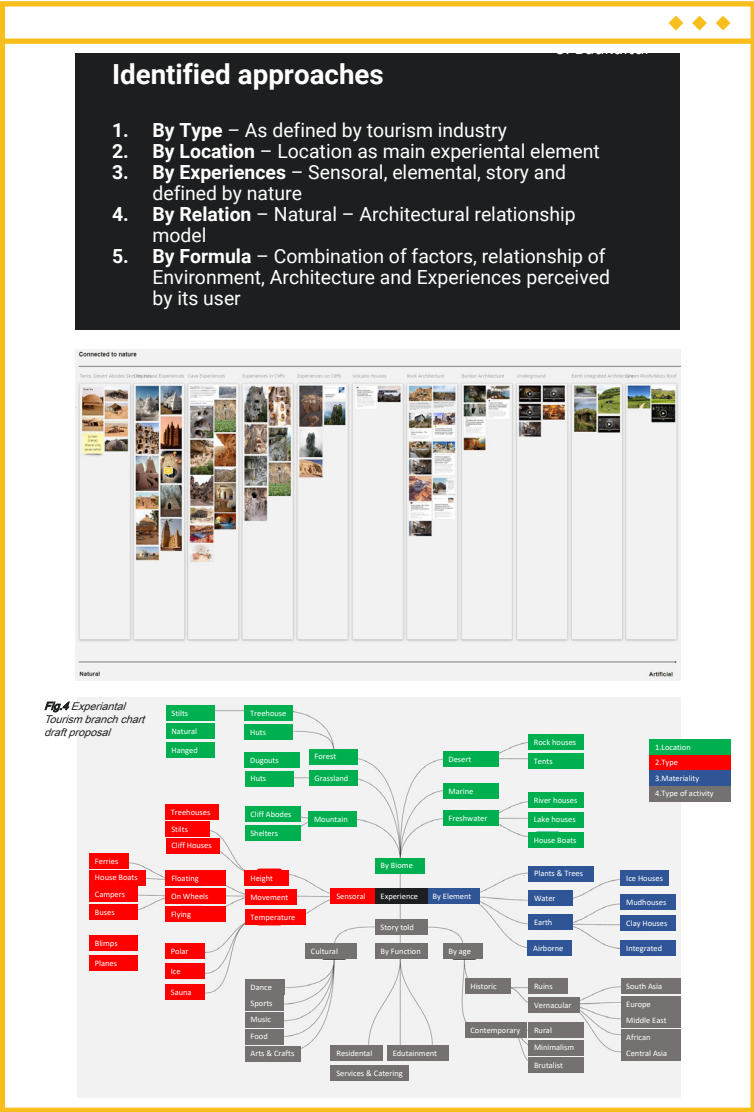 Identified approaches
1. By Type – As defined by tourism industry
2. By Location – Location as main experiental element
3. By Experiences – Sensoral, elemental, story and
defined by nature
4. By Relation – Natural – Architectural relationship
model
5. By Formula – Combination of factors, relationship of
Environment, Architecture and Experiences perceived
by its user
Connected to nature
Cave Experiences
Experiences in Cliffs
Experiences on Cliffs
Volcano Houses
Rock Architecture
Bunker Architecture
Underground
Natural
Artificial
Fig.4 Experiantal
Tourism branch chart
draft proposal
Stilts
Natural
Hanged
Treehouse
Huts
Dugouts
Huts
Forest
Grassland
Cliff Abodes
Shelters
Mountain
Desert
Rock houses
Tents
Marine
Freshwater
River houses
Lake houses
House Boats
1.Location
2.Type
3.Materiality
4.Type of activity
By Biome
Treehouses
Stilts
Cliff Houses
Ferries
House Boats
Campers
Buses
Blimps
Planes
Floating
On Wheels
Flying
Polar
Ice
Sauna
Height
Movement
Temperature
Sensoral
Experience
By Element
Plants & Trees
Water
Earth
Airborne
Ice Houses
Mudhouses
Clay Houses
Integrated
Story told
Cultural
By Function
By age
Dance
Sports
Music
Food
Arts & Crafts
Residental
Edutainment
Services & Catering
Historic
Contemporary
Ruins
Vernacular
Rural
Minimalism
Brutalist
South Asia
Europe
Middle East
African
Central Asia